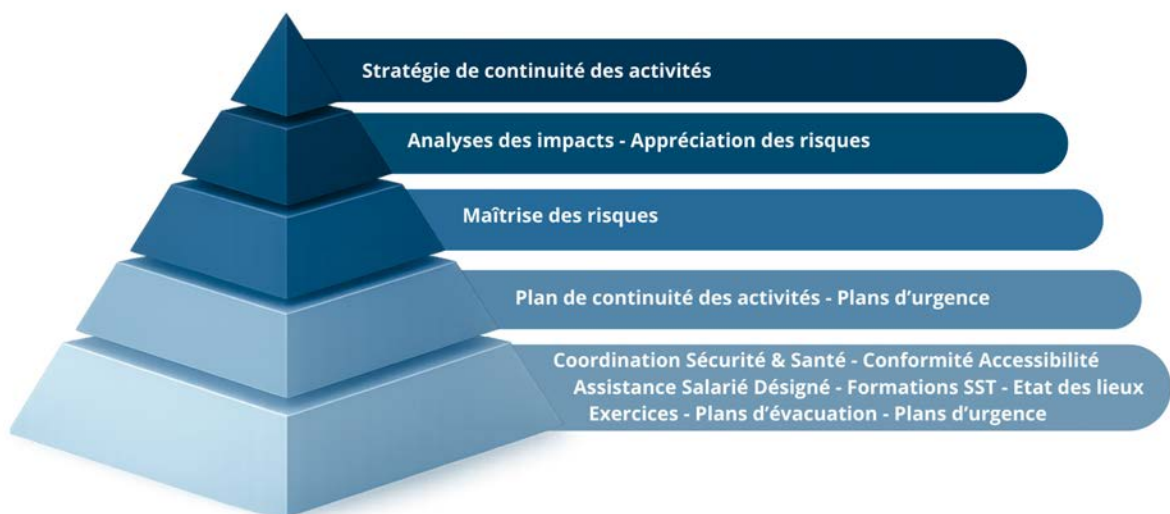 Stratégie de continuité des activités
Analyses des impacts - Appréciation des risques
Maîtrise des risques
Plan de continuité des activités - Plans d’urgence
Coordination Sécurité & Santé - Conformité Accessibilité
Assistance Salarié Désigné - Formations SST - Etat des lieux
Exercices - Plans d’évacuation - Plans d’urgence